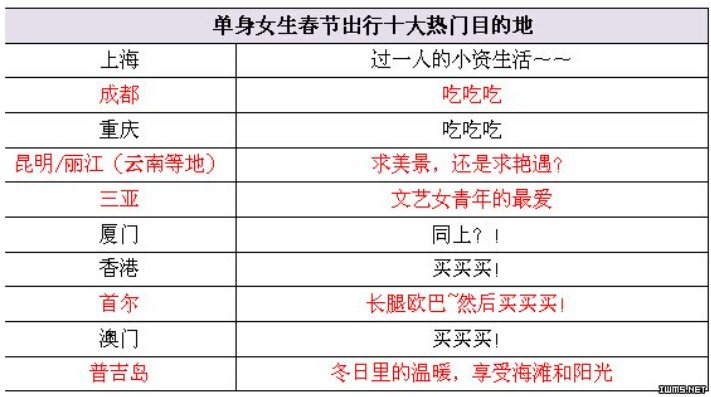 单身女生春节出行十大热门目的地
上海 过一人的小资生活～～
成都 吃吃吃
重庆 吃吃吃
昆明/丽江（云南等地） 求美景，还是求艳遇？
三亚 文艺女青年的最爱
厦门 同上？！
香港 买买买！
首尔 长腿欧巴~然后买买买！
澳门 买买买！
普吉岛 冬日里的温暖，享受海滩和阳光
IWMS.NET